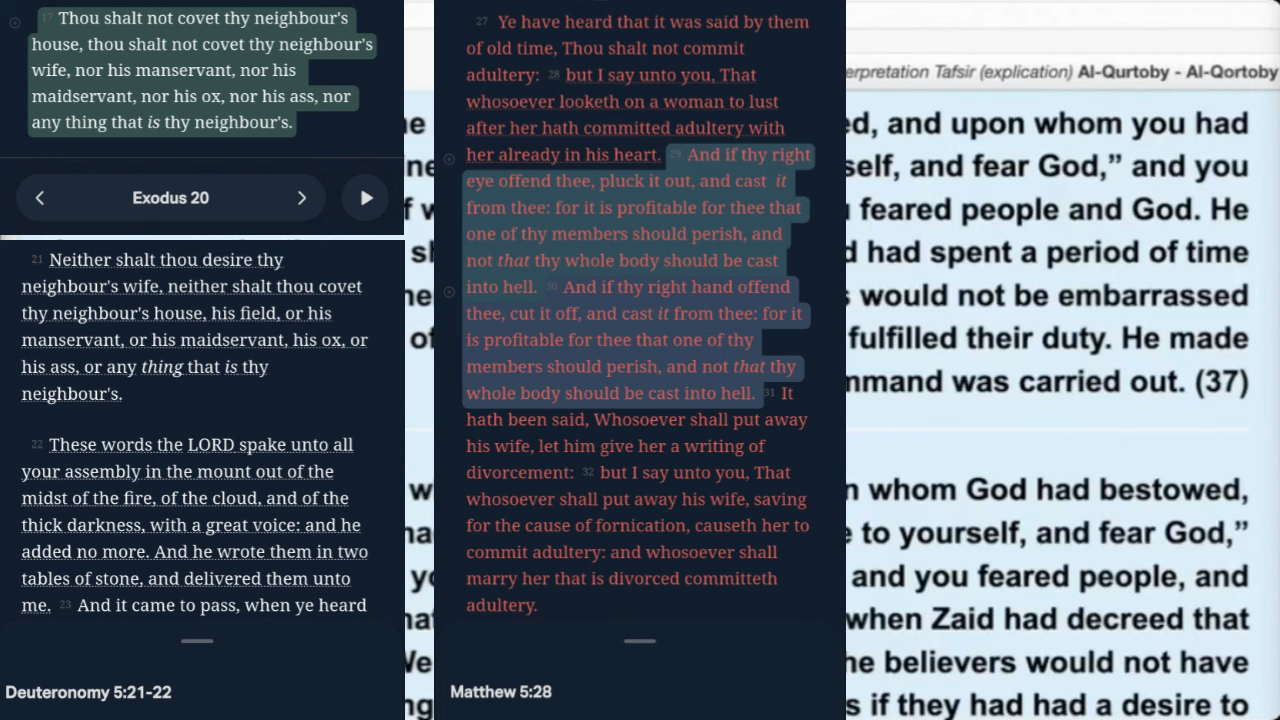 17 Thou shalt not covet thy neighbour's
house, thou shalt not covet thy neighbour's
wife, nor his manservant, nor his
maidservant, nor his ox, nor his ass, nor
any thing that is thy neighbour's.
Exodus 20
21 Neither shalt thou desire thy
neighbour's wife, neither shalt thou covet
thy neighbour's house, his field, or his
manservant, or his maidservant, his ox, or
his ass, or any thing that is thy
neighbour's.
22 These words the LORD spake unto all
your assembly in the mount out of the
midst of the fire, of the cloud, and of the
thick darkness, with a great voice: and he
added no more. And he wrote them in two
tables of stone, and delivered them unto
me. 23 And it came to pass, when ye heard
Deuteronomy 5:21-22
27 Ye have heard that it was said by them
of old time, Thou shalt not commit
adultery: 28 but I say unto you, That
whosoever looketh on a woman to lust
after her hath committed adultery with
her already in his heart. 29 And if thy right
eye offend thee, pluck it out, and cast it
from thee: for it is profitable for thee that
one of thy members should perish, and
not that thy whole body should be cast
into hell. 30 And if thy right hand offend
thee, cut it off, and cast it from thee: for it
is profitable for thee that one of thy
members should perish, and not that thy
whole body should be cast into hell. 31 It
hath been said, Whosoever shall put away
his wife, let him give her a writing of
divorcement: 32 but I say unto you, That
whosoever shall put away his wife, saving
for the cause of fornication, causeth her to
commit adultery: and whosoever shall
marry her that is divorced committeth
adultery.
Matthew 5:28
erpretation Tafsir (explication) Al-Qurtoby - Al-Qortoby
ed, and upon whom you had
self, and fear God,” and you
feared people and God. He
had spent a period of time
would not be embarrassed
fulfilled their duty. He made
mmand was carried out. (37)
whom God had bestowed,
to yourself, and fear God,”
and you feared people, and
when Zaid had decreed that
he believers would not have
s if they had had a desire to